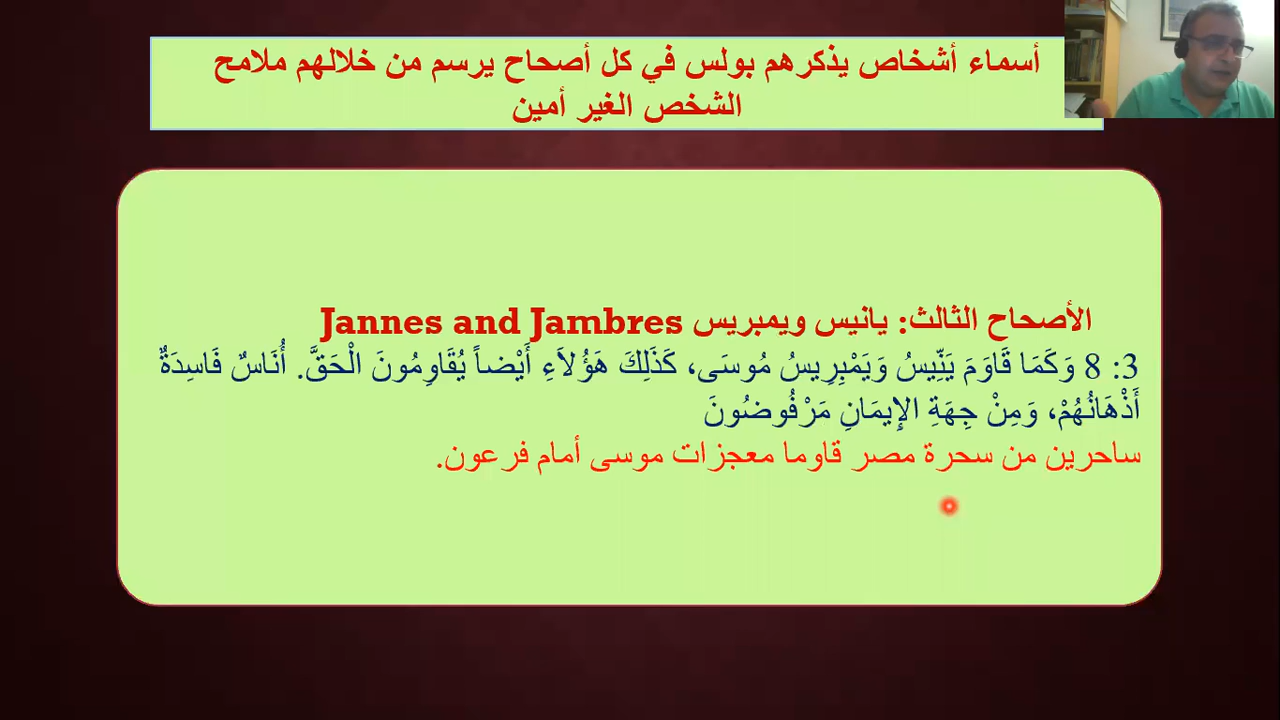 أسماء أشخاص يذكرهم بولس في كل أصحاح يرسم من خلالهم ملامح
الشخص الغير أمين
الأصحاح الثالث: يانيس ويمبريس Jannes and Jambres
3: 8 وَكَمَا قَاوَمَ يَنِّيسُ وَيَمْبِرِيسُ مُوسَى، كَذَلِكَ هَؤُلاَءِ أَيْضاً يُقَاوِمُونَ الْحَقَّ. أُنَاسٌ فَاسِدَةٌ
أَذْهَانُهُمْ، وَمِنْ جِهَةِ الإِيمَانِ مَرْفُوضُونَ
ساحرين من سحرة مصر قاوما معجزات موسى أمام فرعون.